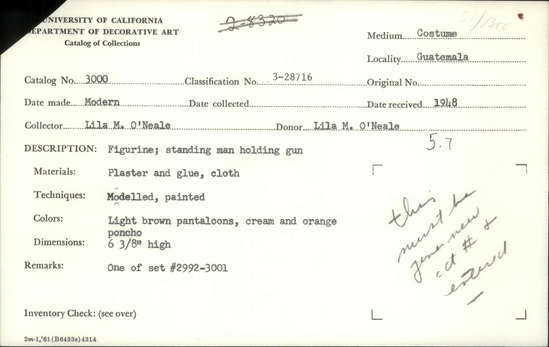 UNIVERSITY OF CALIFORNIA
DEPARTMENT OF DECORATIVE ART
Catalog of Collections
2-8320
Medium Costume
Locality Guatemala
Catalog No. 3000 Classification No. 3-28716 Original No.
Date made Modern Date collected Date received 1948
Collector Lila M. O'Neale Donor Lila M. O'Neale
5.7
DESCRIPTION: Figurine; standing man holding gun
Materials: Plaster and glue, cloth
Techniques: Modelled, painted
Colors: Light brown pantaloons, cream and orange
poncho
Dimensions: 6 3/8" high
Remarks: One of set #2992-3001
this
must be
given new
cat # &
entered
Inventory Check: (see over)
2m-1,'61(B6493s)4314